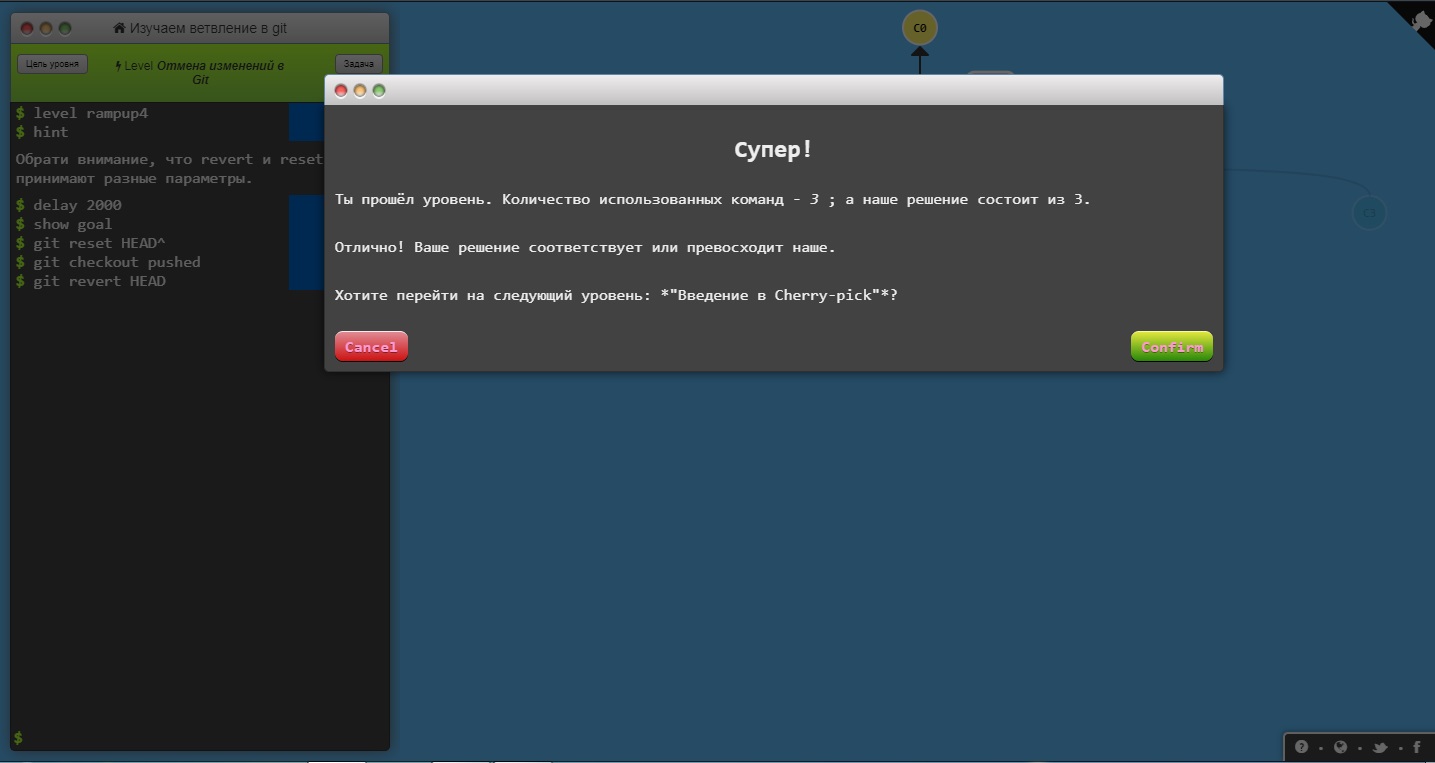 Изучаем ветвление в git
C0
Цель уровня
Level Отмена изменений в
Git
Задача
$ level rampup4
$ hint
Обрати внимание, что revert и reset
принимают разные параметры.
$ delay 2000
$ show goal
$ git reset HEAD^
$ git checkout pushed
$ git revert HEAD
$
Супер!
Ты прошёл уровень. Количество использованных команд - 3 ; а наше решение состоит из 3.
Отлично! Ваше решение соответствует или превосходит наше.
Хотите перейти на следующий уровень: *"Введение в Cherry-pick"*?
Cancel
Confirm
C3